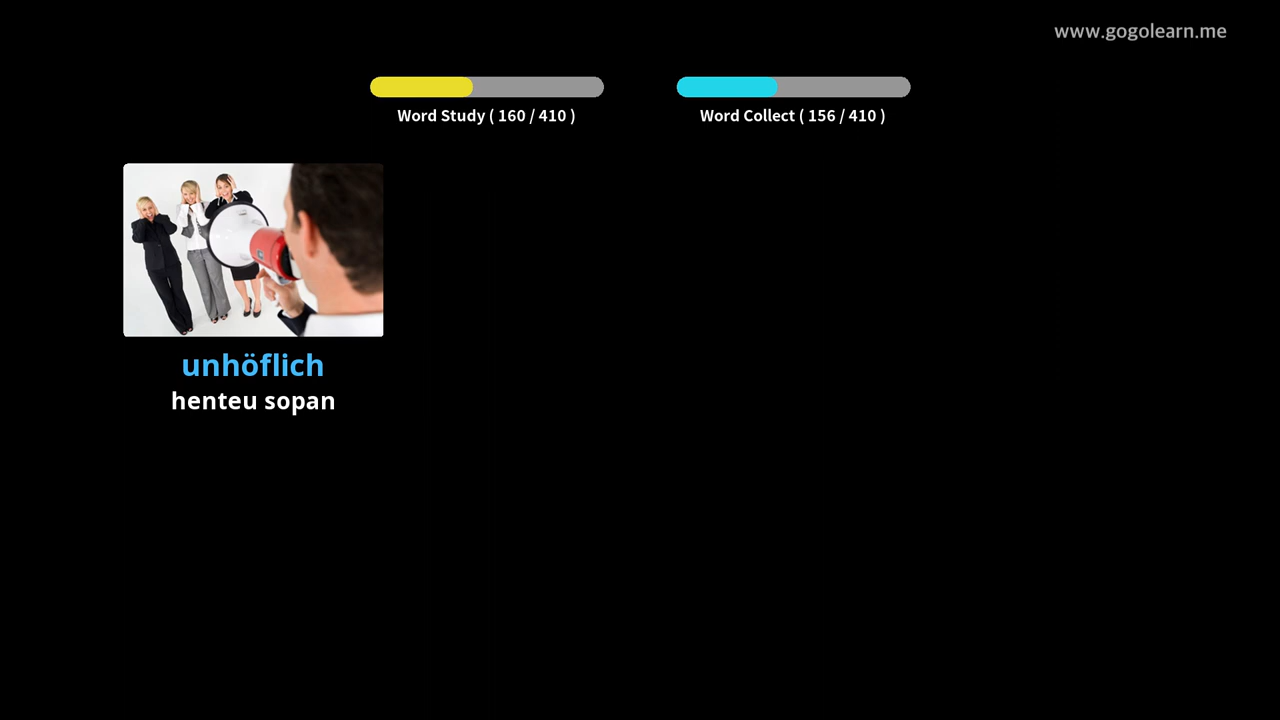 www.gogolearn.me
Word Study ( 160 / 410 )
Word Collect ( 156 / 410 )
unhöflich
henteu sopan